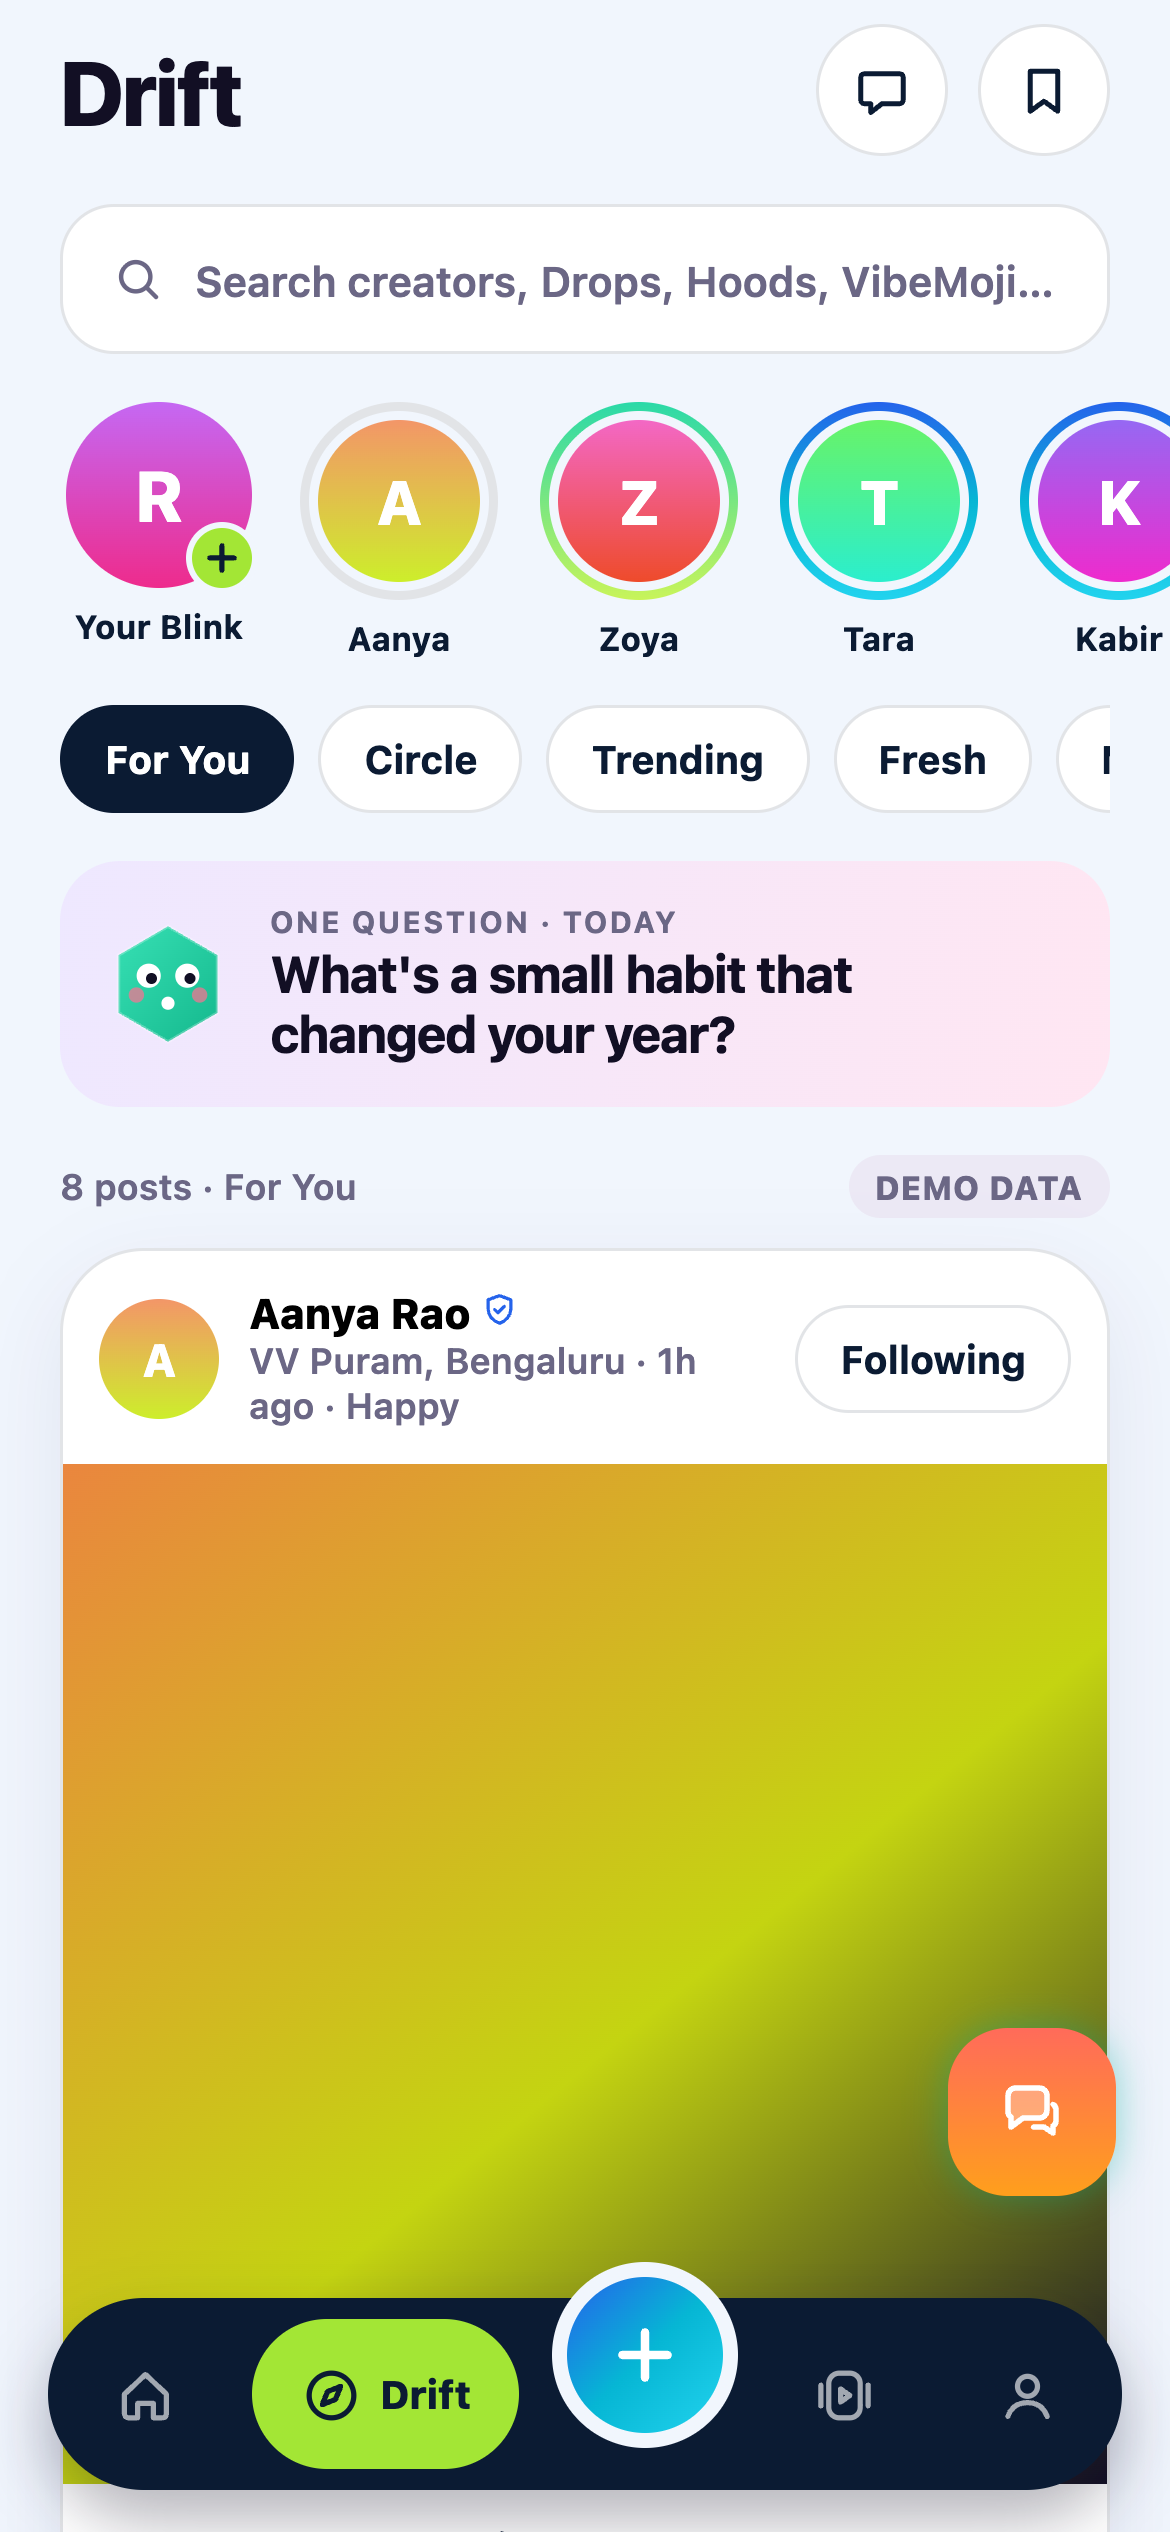 Drift
Search creators, Drops, Hoods, VibeMoji...
R
A
Z
T
K
Your Blink
Aanya
Zoya
Tara
Kabir
For You
Circle
Trending
Fresh
ONE QUESTION · TODAY
What's a small habit that
changed your year?
8 posts · For You
DEMO DATA
A
Aanya Rao
VV Puram, Bengaluru · 1h
ago · Happy
Following
Drift